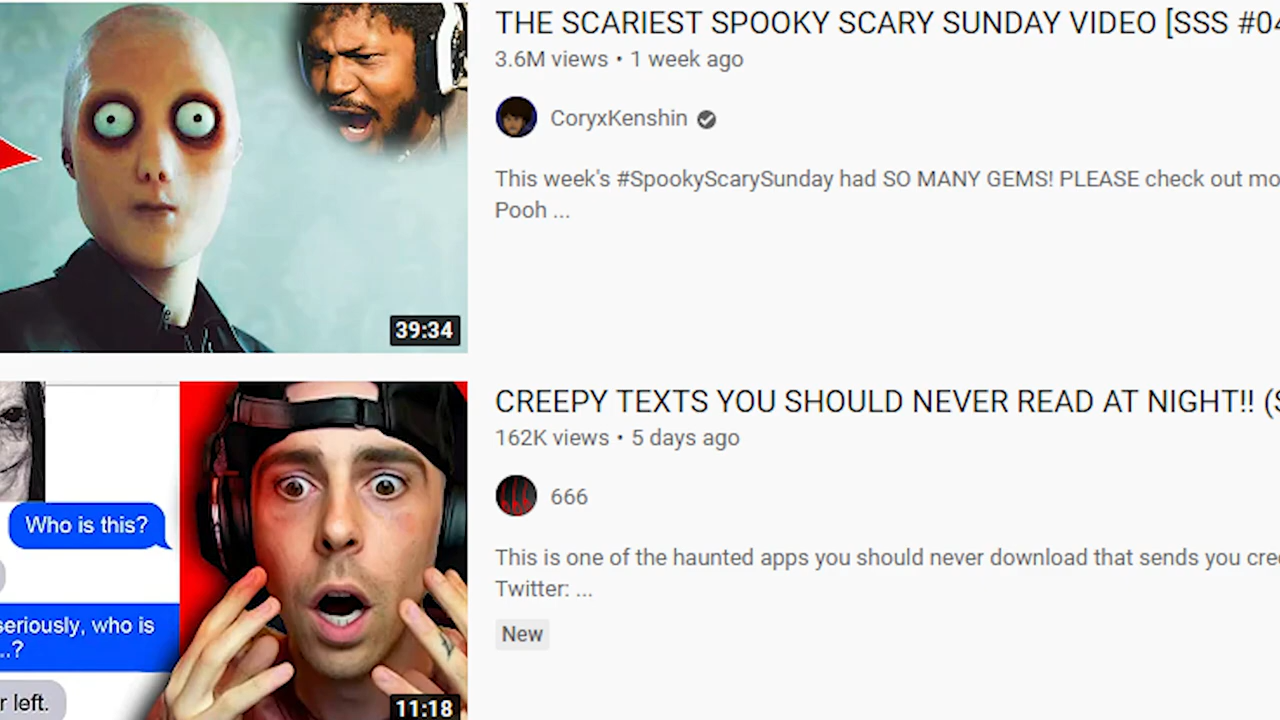 THE SCARIEST SPOOKY SCARY SUNDAY VIDEO [SSS #04
3.6M views • 1 week ago
CoryxKenshin
This week's #SpookyScarySunday had SO MANY GEMS! PLEASE check out mo
Pooh ...
39:34
CREEPY TEXTS YOU SHOULD NEVER READ AT NIGHT!! (S
162K views • 5 days ago
666
This is one of the haunted apps you should never download that sends you cree
Twitter: ...
New
Who is this?
seriously, who is
..?
r left.
11:18